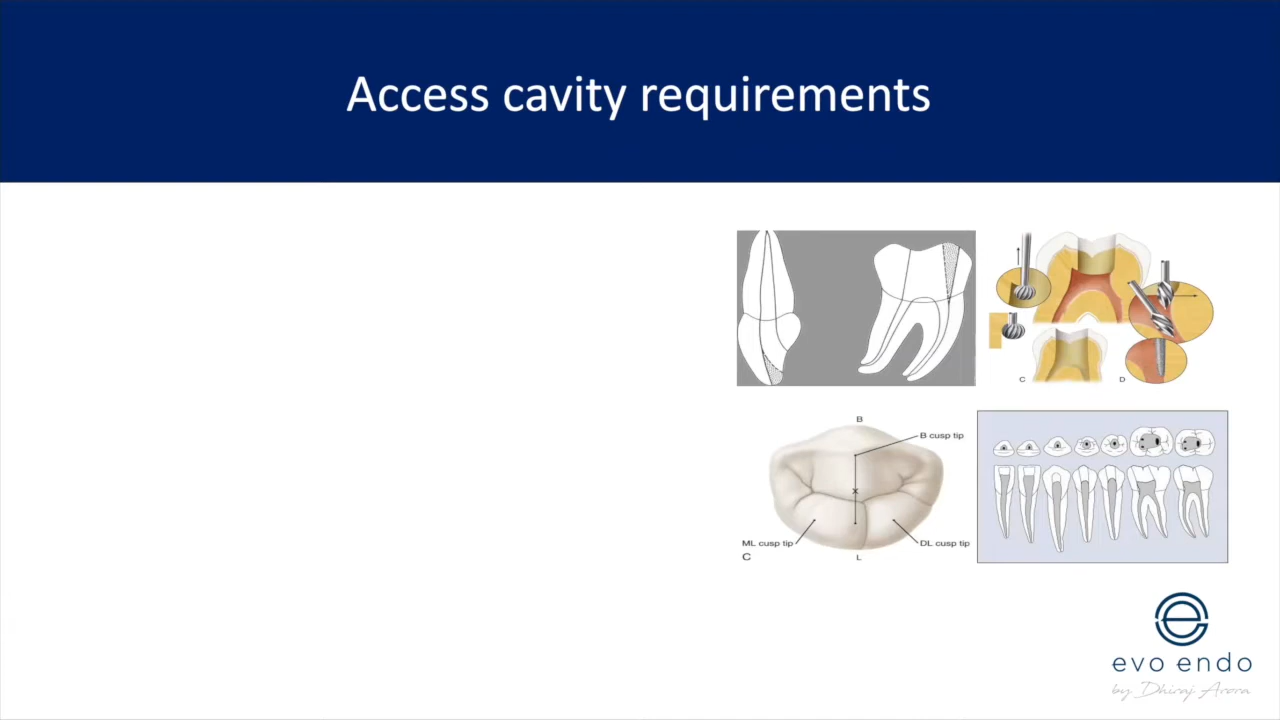 Access cavity requirements
C
D
B
B cusp tip
x
ML cusp tip
DL cusp tip
C
L
evo endo
by Dhiraj Arora